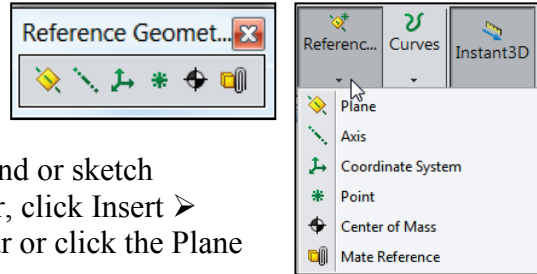 Reference Geomet...
Referenc...
Curves
Instant3D
Plane
Axis
Coordinate System
Point
Center of Mass
Mate Reference
nd or sketch
r, click Insert ➢
r or click the Plane